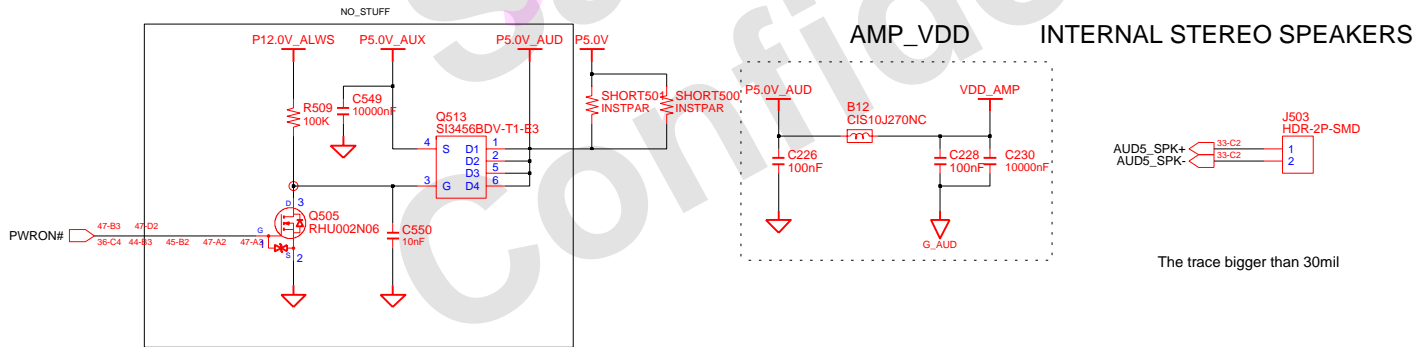 NO_STUFF
P12.0V_ALWS
P5.0V_AUX
P5.0V_AUD
P5.0V
R509
100K
C549
10000nF
Q513
SI3456BDV-T1-E3
4 S D1 1
D2 2
D3 5
3 G D4 6
SHORT501
INSTPAR
SHORT500
INSTPAR
D 3
Q505
RHU002N06
G
1
S 2
C550
10nF
PWRON#
47-B3 47-D2
36-C4 44-B3 45-B2 47-A2 47-A3
AMP_VDD
P5.0V_AUD
B12
CIS10J270NC
VDD_AMP
C226
100nF
C228
100nF
C230
10000nF
G_AUD
INTERNAL STEREO SPEAKERS
J503
HDR-2P-SMD
AUD5_SPK+ 33-C2 1
AUD5_SPK- 33-C2 2
The trace bigger than 30mil
Confide